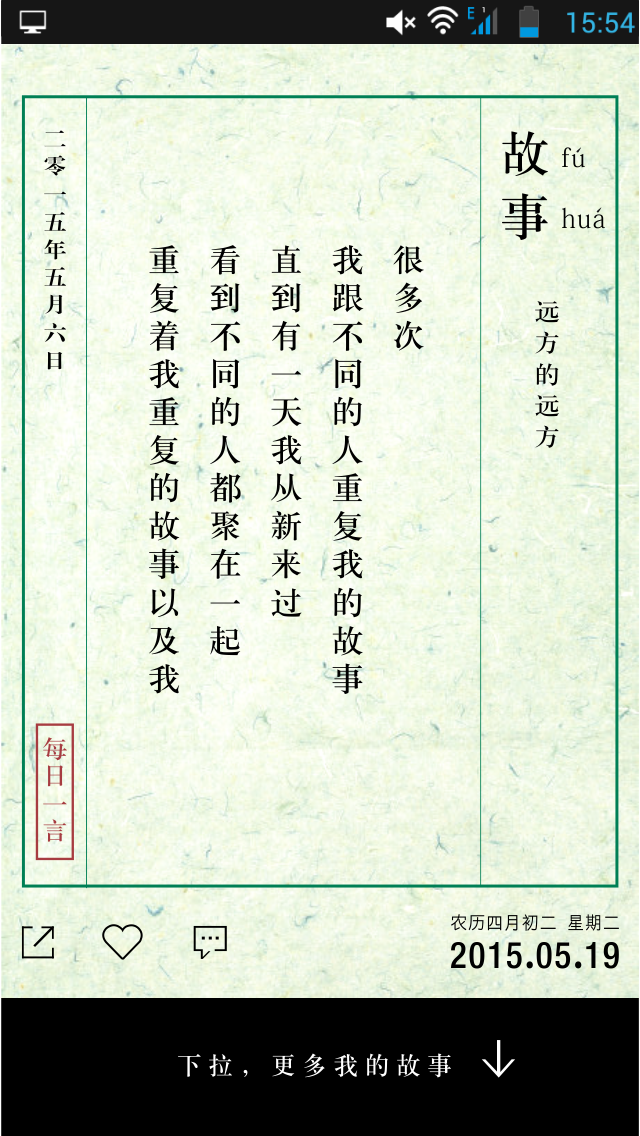 E
15:54
故事
fú
huá
远方的远方
很多次
我跟不同的人重复我的故事
直到有一天我从新来过
看到不同的人都聚在一起
重复着我重复的故事以及我
二零一五年五月六日
每日一言
农历四月初二 星期二
2015.05.19
下拉，更多我的故事